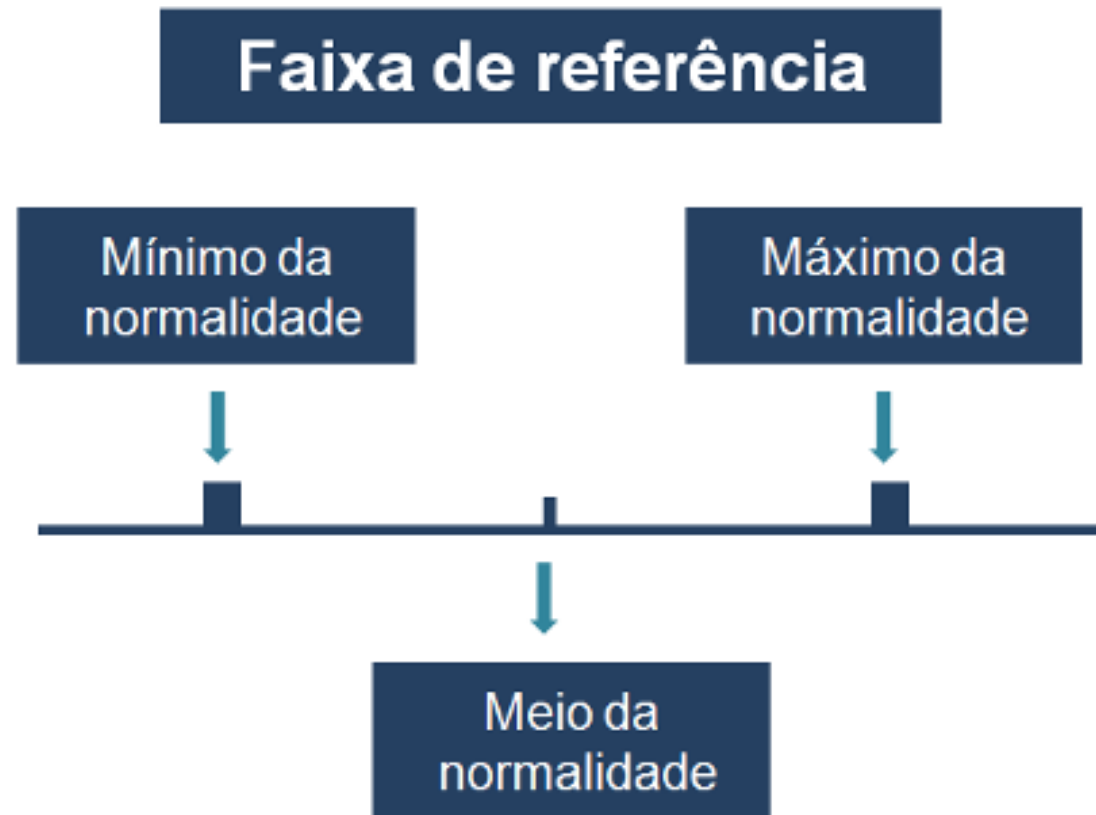 Faixa de referência
Mínimo da
normalidade
Máximo da
normalidade
Meio da
normalidade